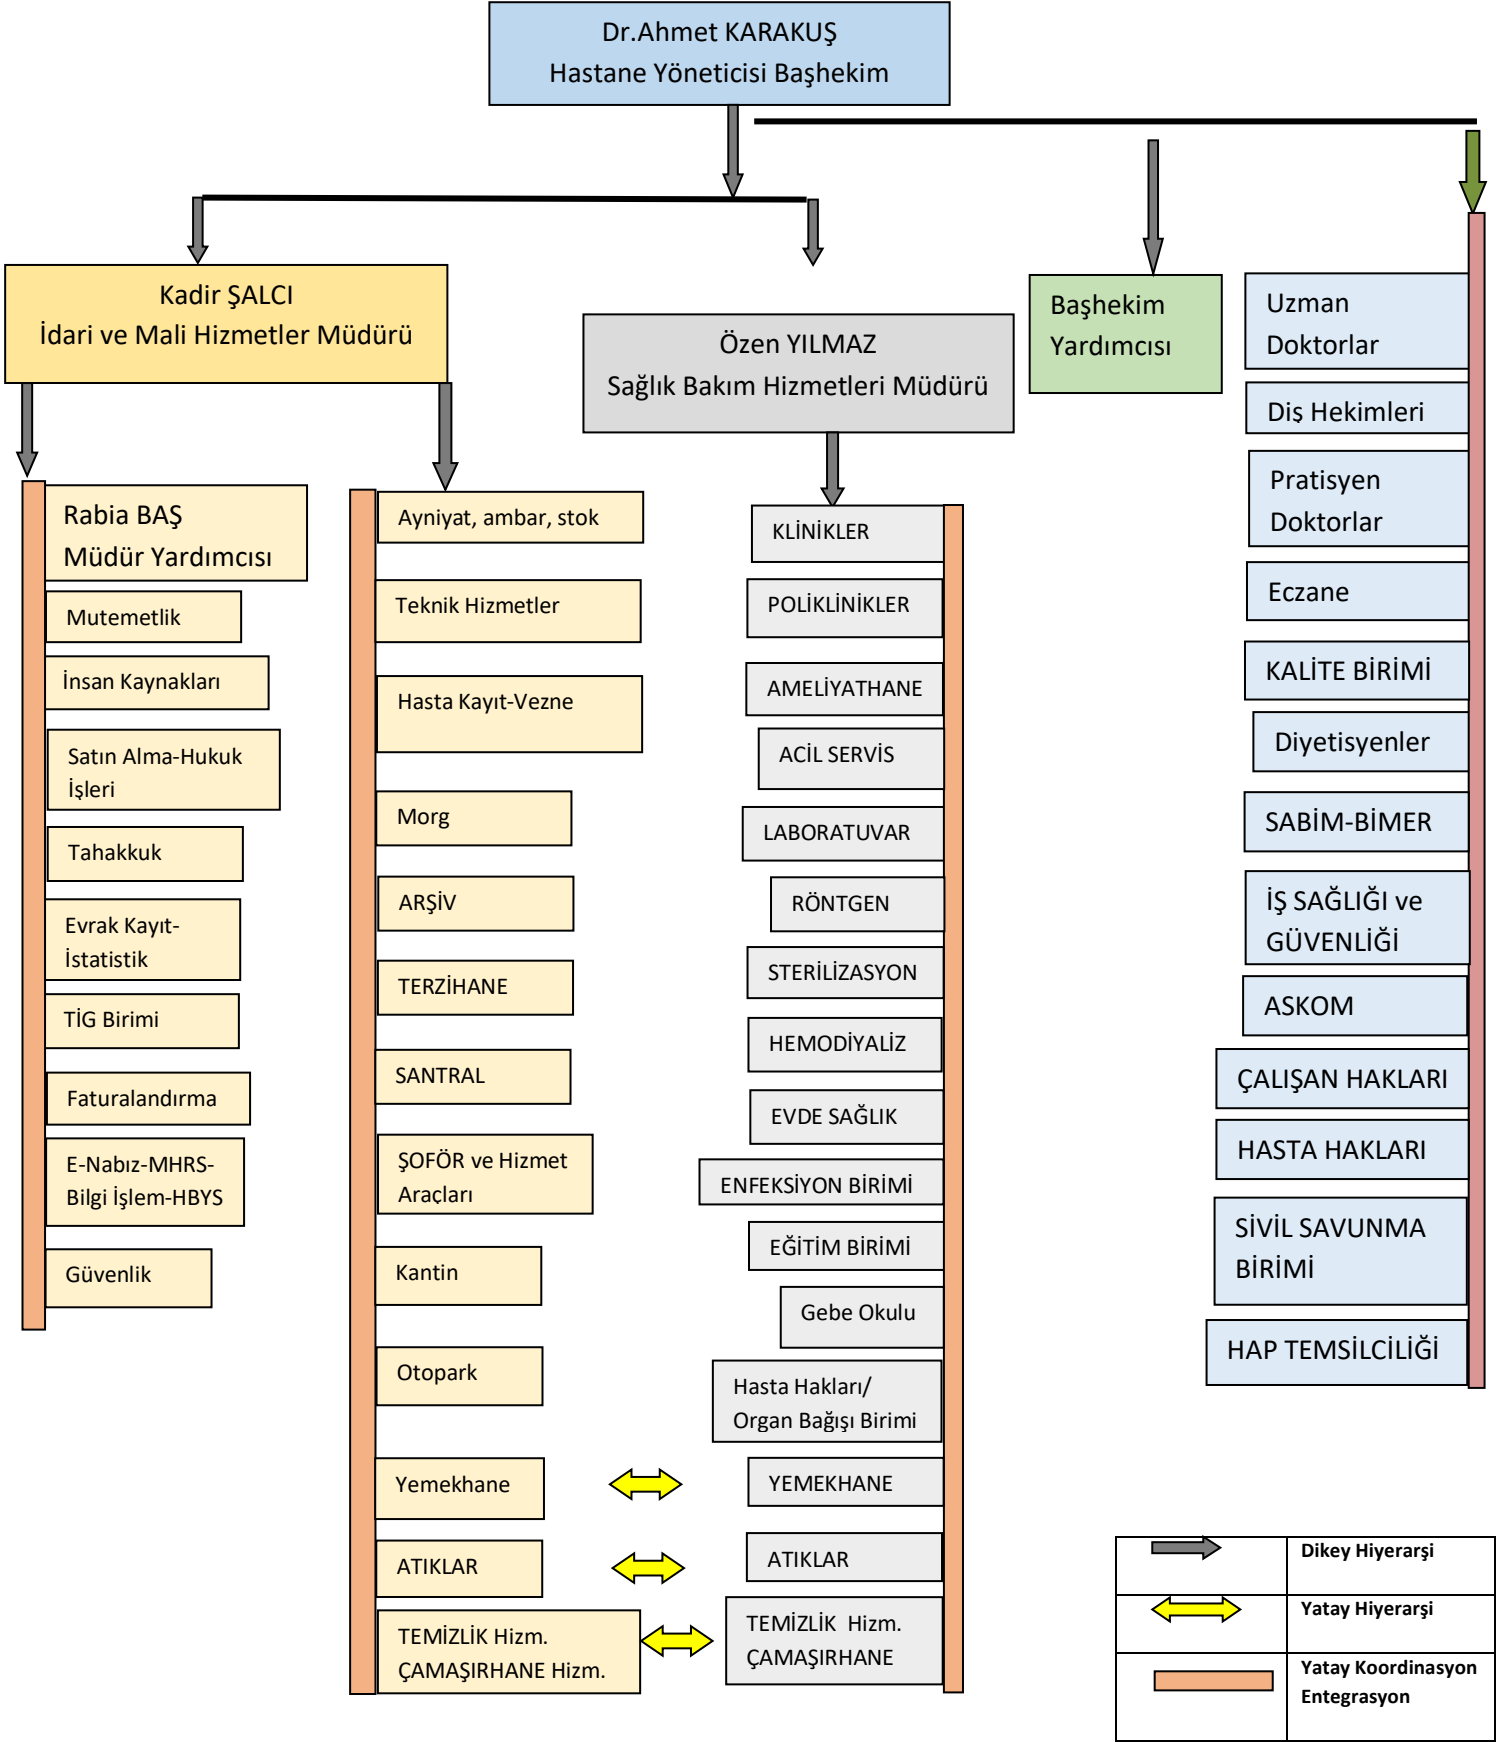 Dr.Ahmet KARAKUŞ
Hastane Yöneticisi Başhekim
Kadir ŞALCI
İdari ve Mali Hizmetler Müdürü
Özen YILMAZ
Sağlık Bakım Hizmetleri Müdürü
Başhekim
Yardımcısı
Rabia BAŞ
Müdür Yardımcısı
Mutemetlik
İnsan Kaynakları
Satın Alma-Hukuk
İşleri
Tahakkuk
Evrak Kayıt-
İstatistik
TİG Birimi
Faturalandırma
E-Nabız-MHRS-
Bilgi İşlem-HBYS
Güvenlik
Ayniyat, ambar, stok
Teknik Hizmetler
Hasta Kayıt-Vezne
Morg
ARŞİV
TERZİHANE
SANTRAL
ŞOFÖR ve Hizmet
Araçları
Kantin
Otopark
Yemekhane
ATIKLAR
TEMİZLİK Hizm.
ÇAMAŞIRHANE Hizm.
KLİNİKLER
POLİKLİNİKLER
AMELİYATHANE
ACİL SERVİS
LABORATUVAR
RÖNTGEN
STERİLİZASYON
HEMODİYALİZ
EVDE SAĞLIK
ENFEKSİYON BİRİMİ
EĞİTİM BİRİMİ
Gebe Okulu
Hasta Hakları/
Organ Bağışı Birimi
YEMEKHANE
ATIKLAR
TEMİZLİK Hizm.
ÇAMAŞIRHANE
Uzman
Doktorlar
Diş Hekimleri
Pratisyen
Doktorlar
Eczane
KALİTE BİRİMİ
Diyetisyenler
SABİM-BİMER
İŞ SAĞLIĞI ve
GÜVENLİĞİ
ASKOM
ÇALIŞAN HAKLARI
HASTA HAKLARI
SİVİL SAVUNMA
BİRİMİ
HAP TEMSİLCİLİĞİ
Dikey Hiyerarşi
Yatay Hiyerarşi
Yatay Koordinasyon
Entegrasyon